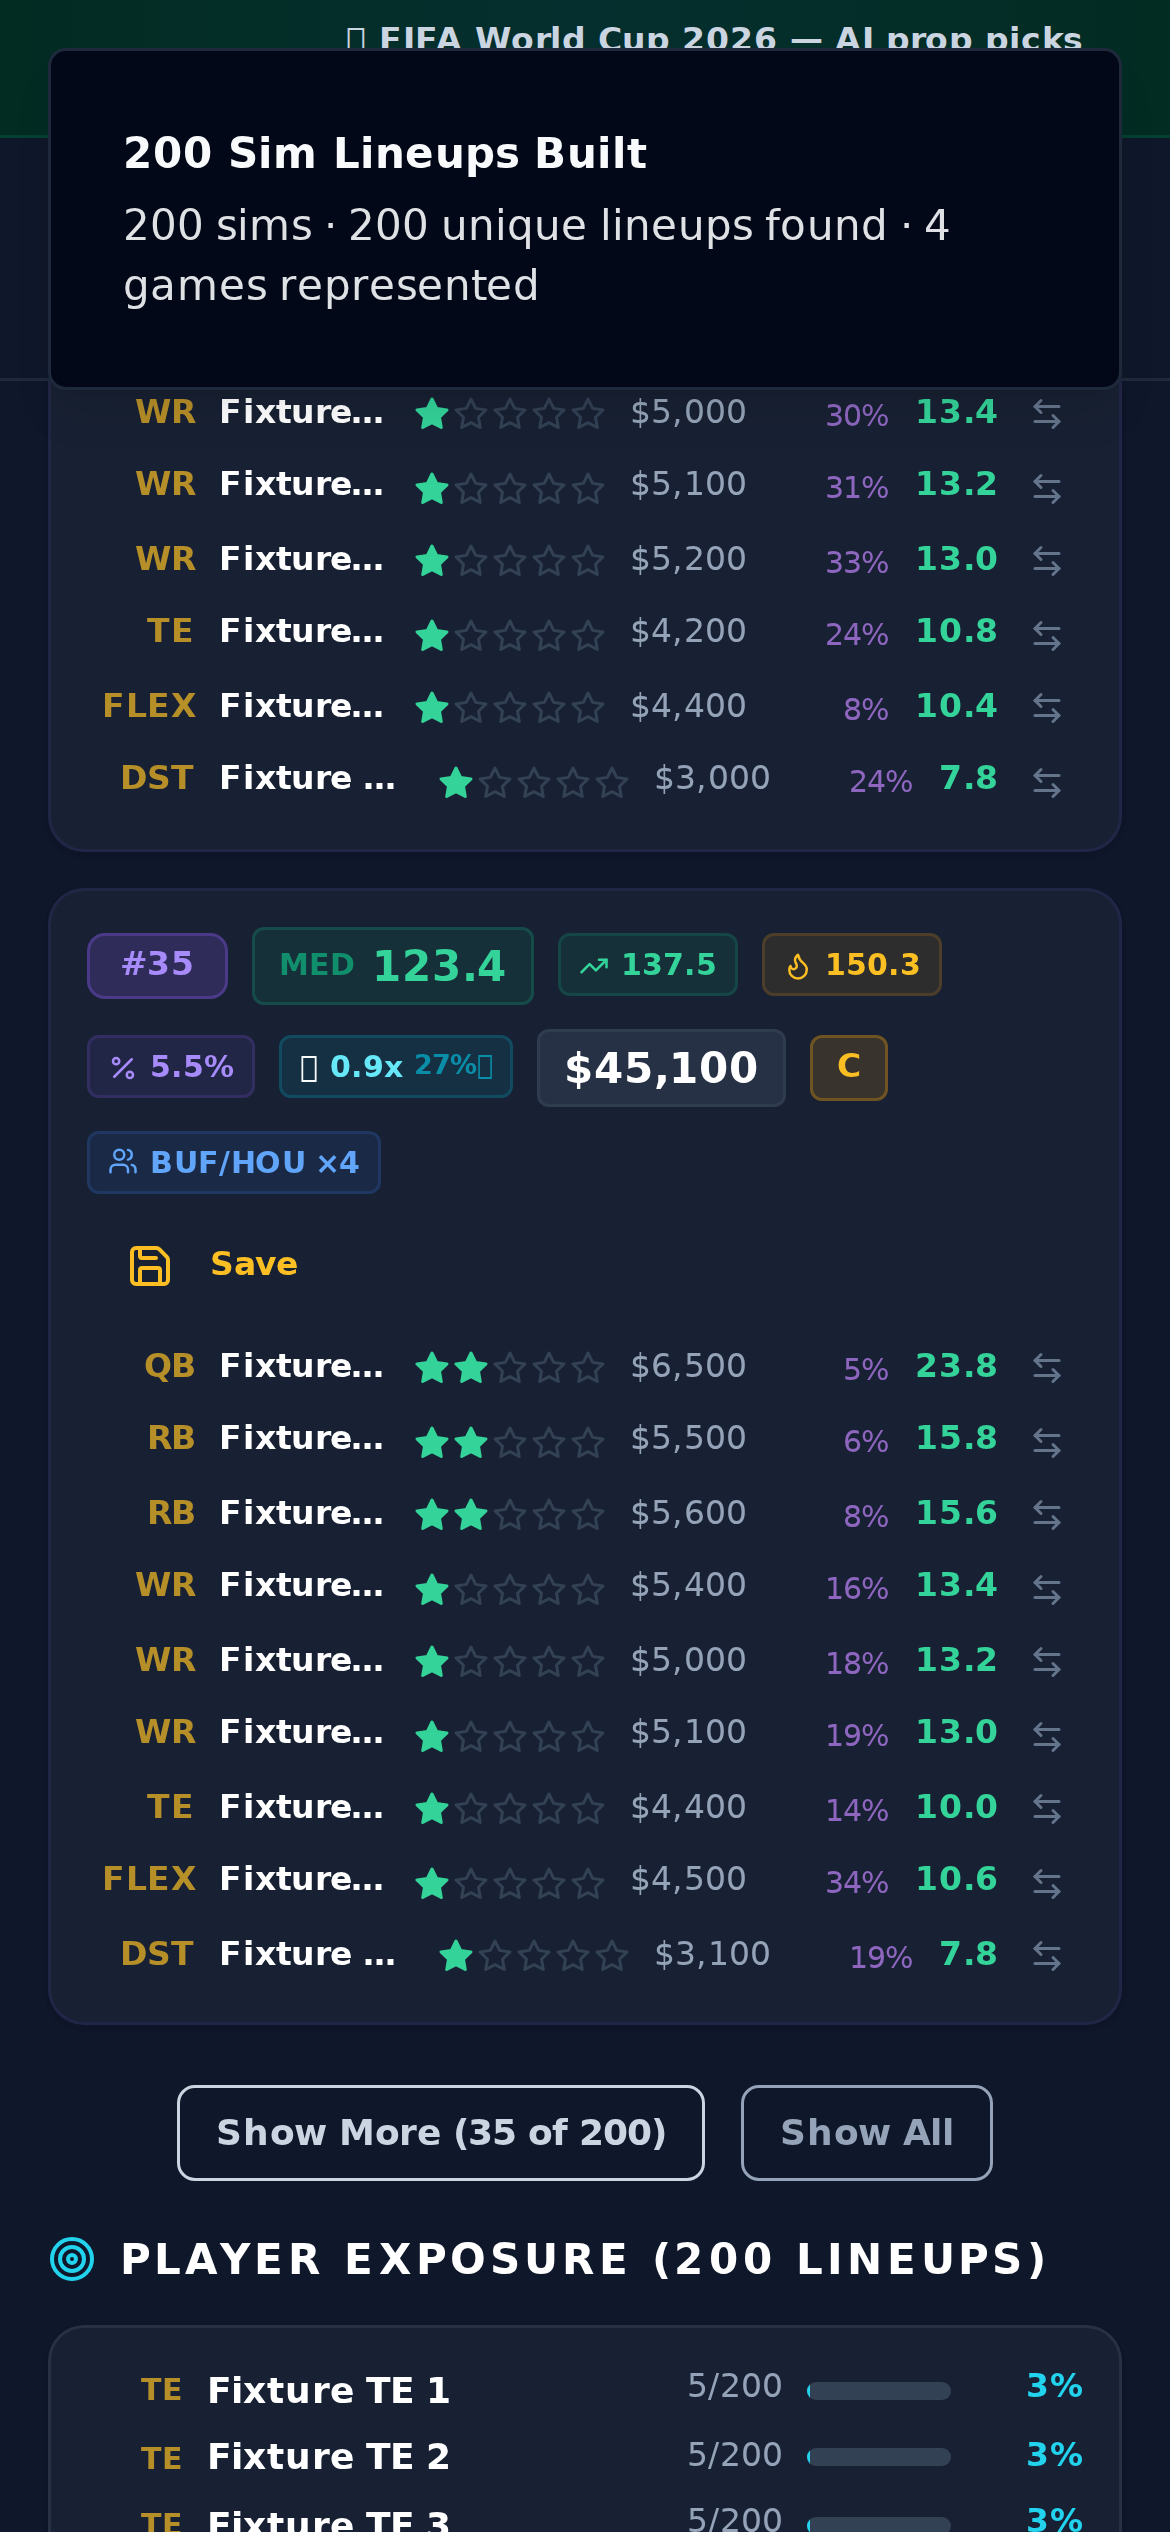 FIFA World Cup 2026 — AI prop picks
200 Sim Lineups Built
200 sims · 200 unique lineups found · 4
games represented
WR Fixture... $5,000 30% 13.4
WR Fixture... $5,100 31% 13.2
WR Fixture... $5,200 33% 13.0
TE Fixture... $4,200 24% 10.8
FLEX Fixture... $4,400 8% 10.4
DST Fixture ... $3,000 24% 7.8
#35 MED 123.4 137.5 150.3
5.5% 0.9x 27% $45,100 C
BUF/HOU ×4
Save
QB Fixture... $6,500 5% 23.8
RB Fixture... $5,500 6% 15.8
RB Fixture... $5,600 8% 15.6
WR Fixture... $5,400 16% 13.4
WR Fixture... $5,000 18% 13.2
WR Fixture... $5,100 19% 13.0
TE Fixture... $4,400 14% 10.0
FLEX Fixture... $4,500 34% 10.6
DST Fixture ... $3,100 19% 7.8
Show More (35 of 200) Show All
PLAYER EXPOSURE (200 LINEUPS)
TE Fixture TE 1 5/200 3%
TE Fixture TE 2 5/200 3%
TE Fixture TE 3 5/200 3%